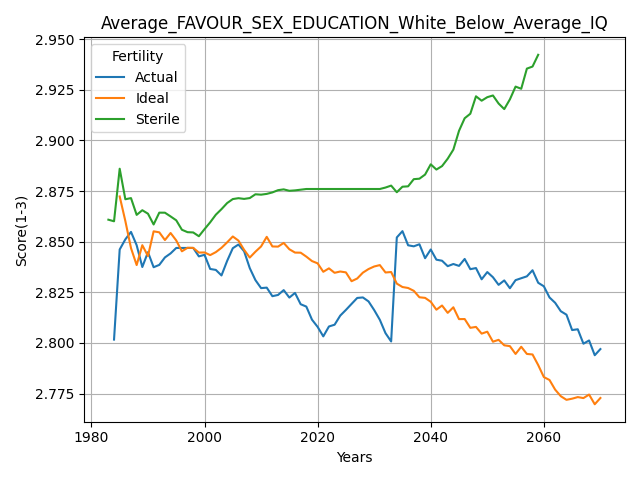 Average_FAVOUR_SEX_EDUCATION_White_Below_Average_IQ
Fertility
Actual
Ideal
Sterile
Score(1-3)
2.950
2.925
2.900
2.875
2.850
2.825
2.800
2.775
1980 2000 2020 2040 2060
Years